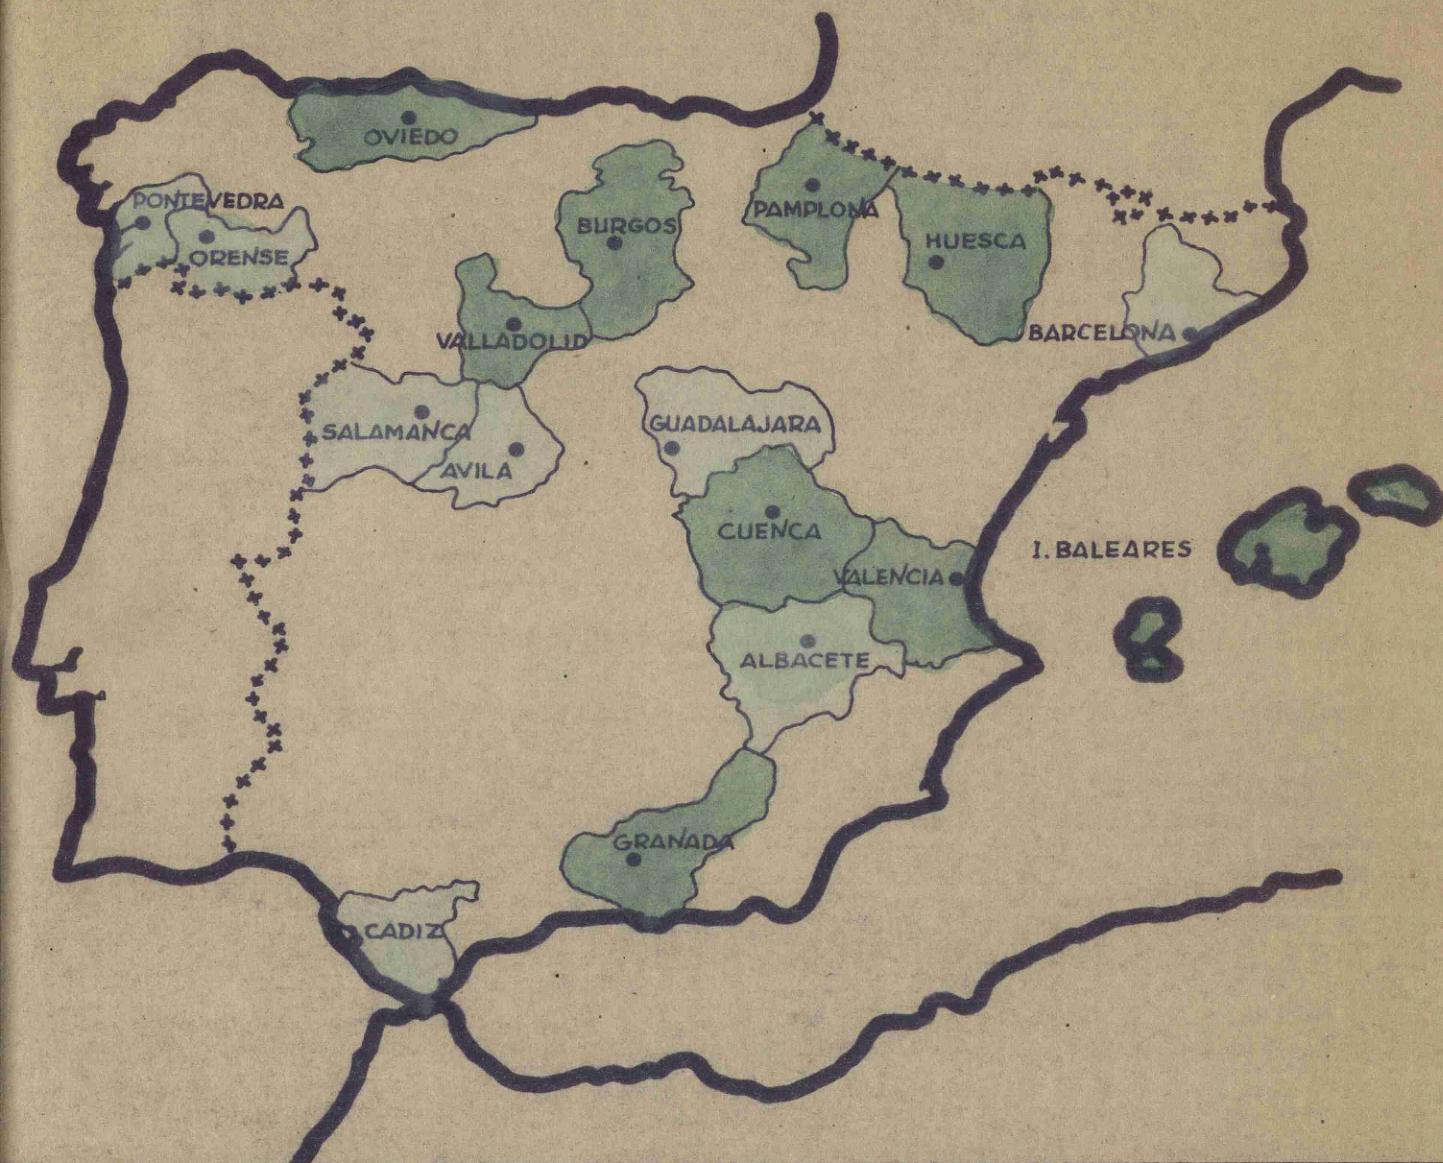 OVIEDO
PONTEVEDRA
ORENSE
BURGOS
PAMPLONA
HUESCA
VALLADOLID
BARCELONA
SALAMANCA
AVILA
GUADALAJARA
CUENCA
VALENCIA
I. BALEARES
ALBACETE
GRANADA
CADIZ